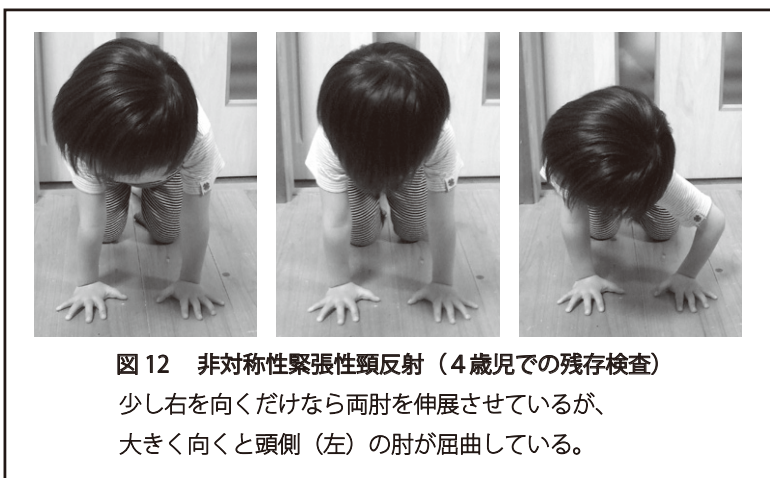 図 12　非対称性緊張性頸反射（４歳児での残存検査）
少し右を向くだけなら両肘を伸展させているが、
大きく向くと頭側（左）の肘が屈曲している。